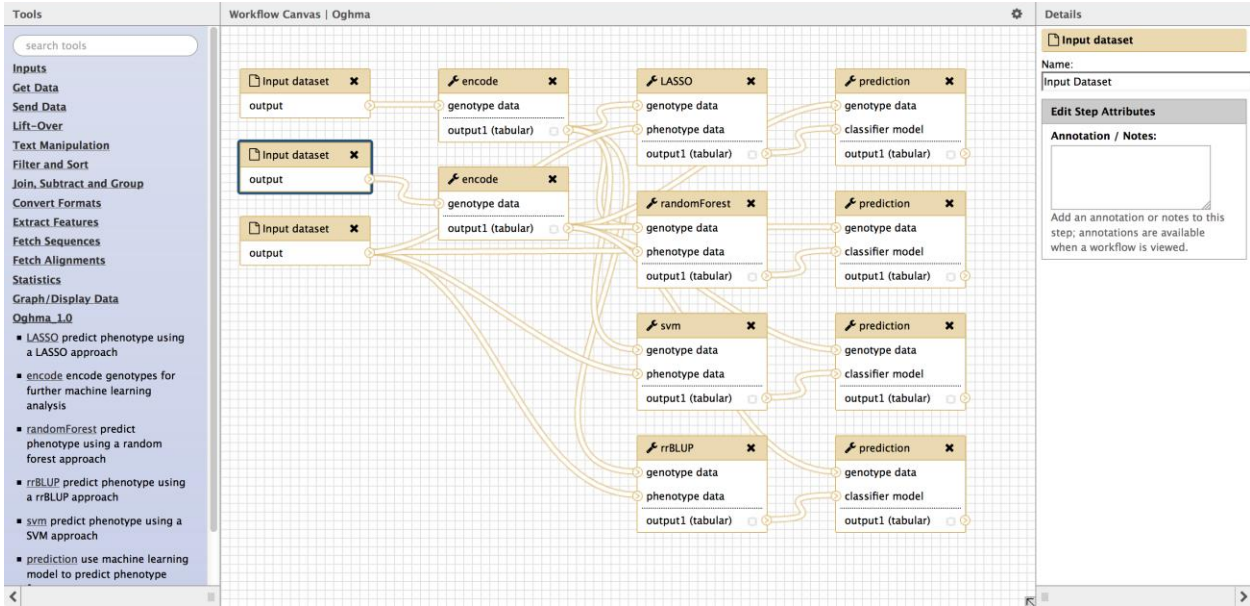 Tools
search tools
Inputs
Get Data
Send Data
Lift-Over
Text Manipulation
Filter and Sort
Join, Subtract and Group
Convert Formats
Extract Features
Fetch Sequences
Fetch Alignments
Statistics
Graph/Display Data
Oghma_1.0
LASSO predict phenotype using
a LASSO approach
encode encode genotypes for
further machine learning
analysis
randomForest predict
phenotype using a random
forest approach
rrBLUP predict phenotype using
a rrBLUP approach
svm predict phenotype using a
SVM approach
prediction use machine learning
model to predict phenotype
Workflow Canvas | Oghma
Input dataset
output
Input dataset
output
Input dataset
output
encode
genotype data
output1 (tabular)
encode
genotype data
output1 (tabular)
LASSO
genotype data
phenotype data
output1 (tabular)
randomForest
genotype data
phenotype data
output1 (tabular)
svm
genotype data
phenotype data
output1 (tabular)
rrBLUP
genotype data
phenotype data
output1 (tabular)
prediction
genotype data
classifier model
output1 (tabular)
prediction
genotype data
classifier model
output1 (tabular)
prediction
genotype data
classifier model
output1 (tabular)
prediction
genotype data
classifier model
output1 (tabular)
Details
Input dataset
Name:
Input Dataset
Edit Step Attributes
Annotation / Notes:
Add an annotation or notes to this
step; annotations are available
when a workflow is viewed.